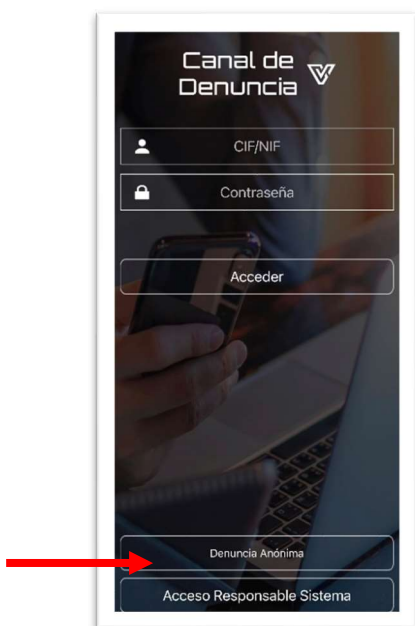 Canal de
Denuncia
CIF/NIF
Contraseña
Acceder
Denuncia Anónima
Acceso Responsable Sistema